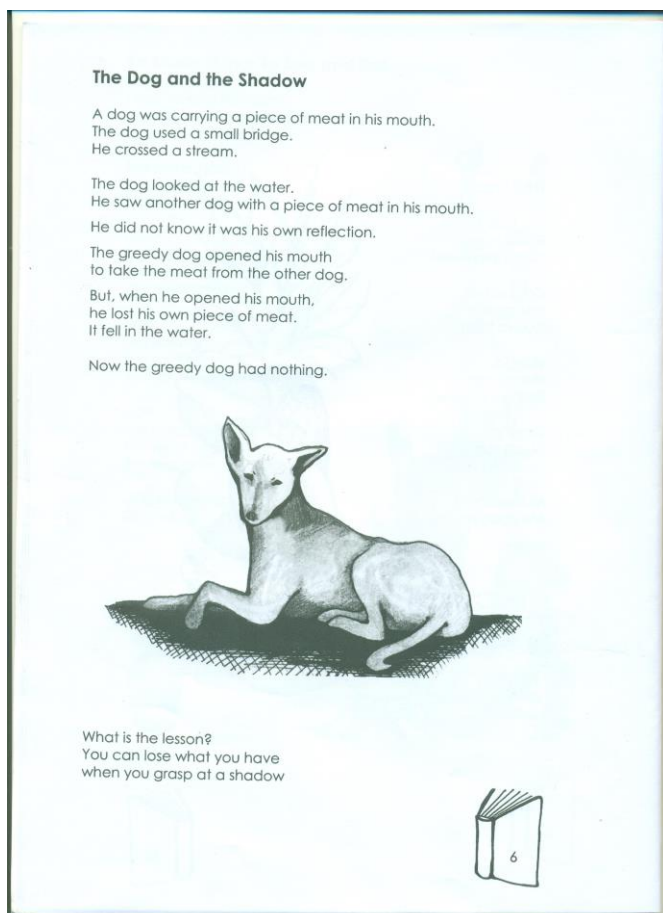 The Dog and the Shadow
A dog was carrying a piece of meat in his mouth.
The dog used a small bridge.
He crossed a stream.
The dog looked at the water.
He saw another dog with a piece of meat in his mouth.
He did not know it was his own reflection.
The greedy dog opened his mouth
to take the meat from the other dog.
But, when he opened his mouth,
he lost his own piece of meat.
It fell in the water.
Now the greedy dog had nothing.
What is the lesson?
You can lose what you have
when you grasp at a shadow
6